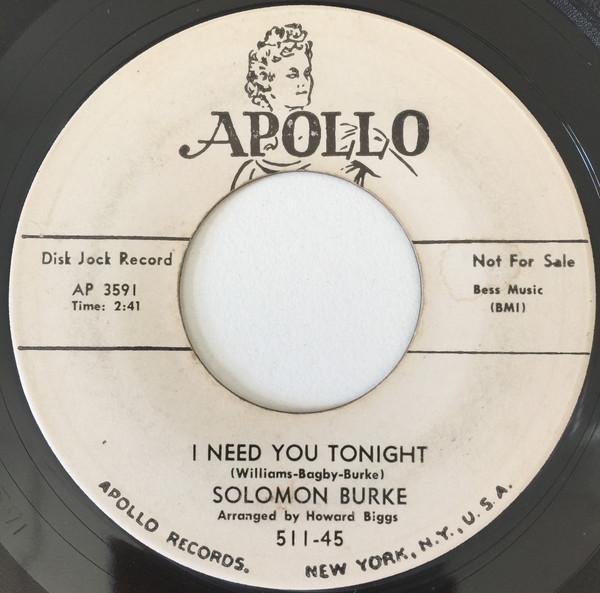 APOLLO
Disk Jock Record
AP 3591
Time: 2:41
Not For Sale
Bess Music
(BMI)
I NEED YOU TONIGHT
(Williams-Bagby-Burke)
SOLOMON BURKE
Arranged by Howard Biggs
511-45
APOLLO RECORDS. NEW YORK, N.Y., U.S.A.